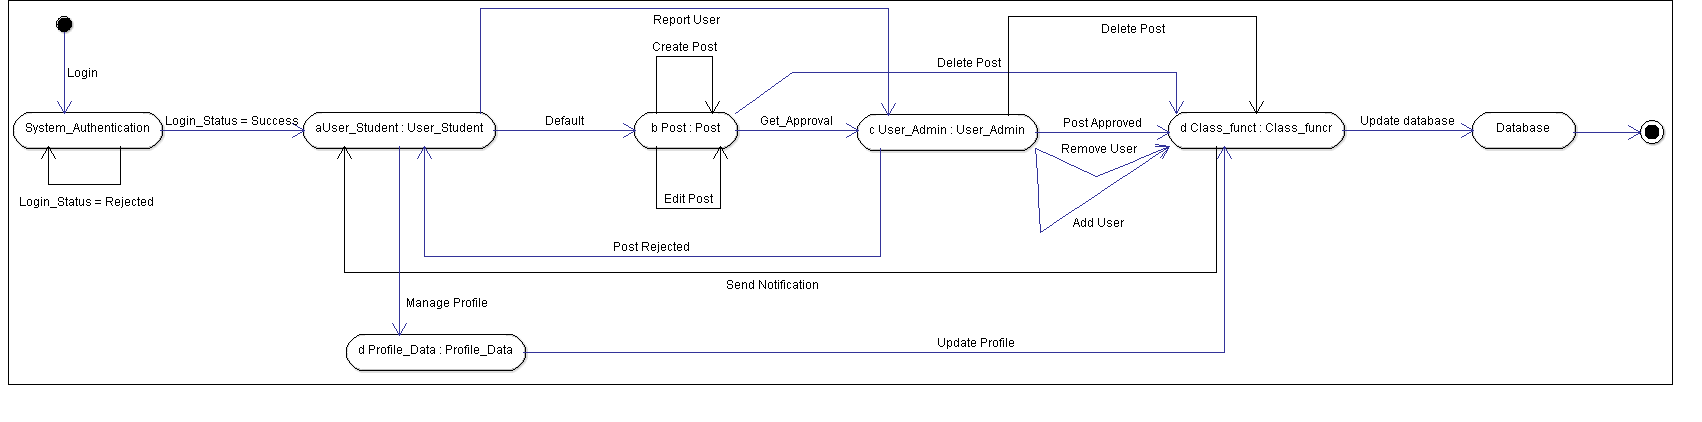 Report User
Delete Post
Create Post
Delete Post
Login
System_Authentication
Login_Status = Success
aUser_Student : User_Student
Default
b Post : Post
Get_Approval
c User_Admin : User_Admin
Post Approved
d Class_funct : Class_funcr
Update database
Database
Remove User
Login_Status = Rejected
Edit Post
Add User
Post Rejected
Send Notification
Manage Profile
d Profile_Data : Profile_Data
Update Profile